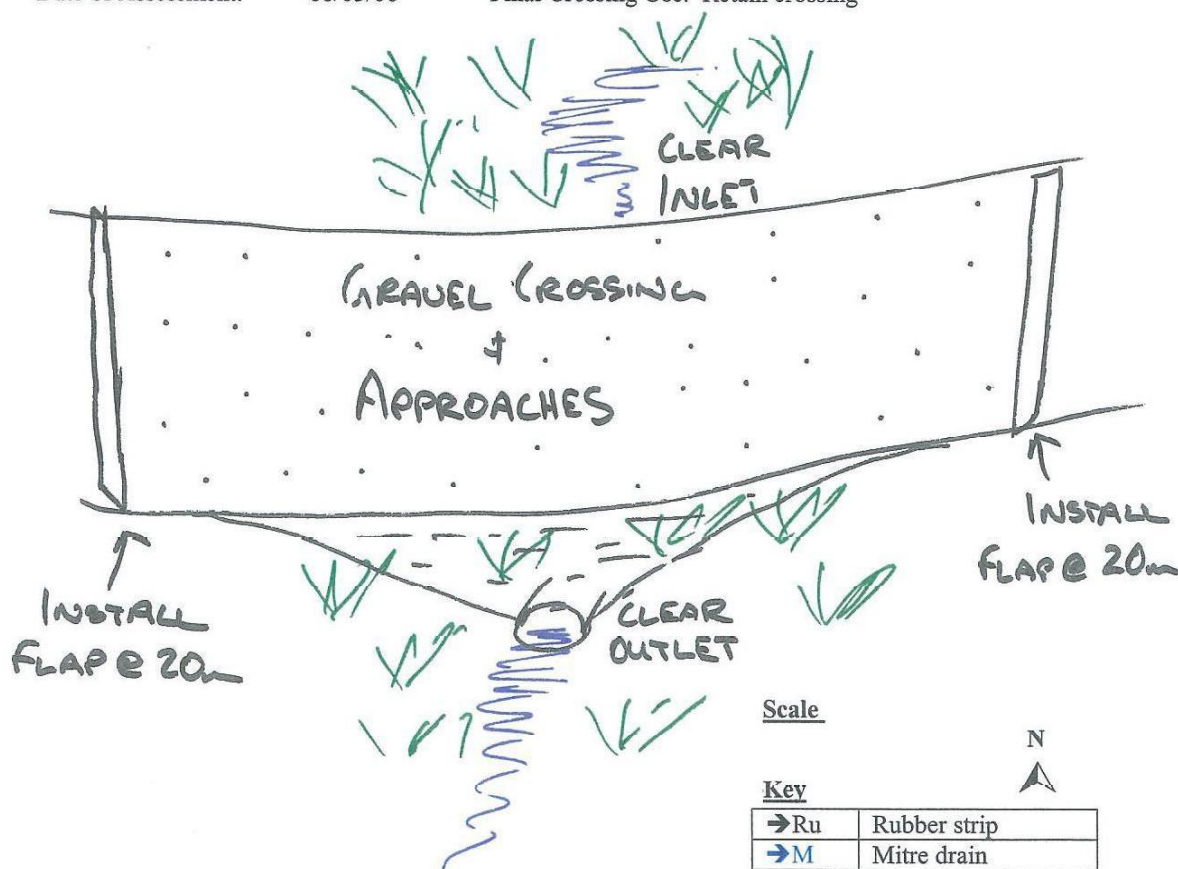 Final Crossing Use: Retain crossing
CLEAR
INLET
GRAVEL CROSSING
+
APPROACHES
INSTALL
FLAP @ 20m
INSTALL
FLAP @ 20m
CLEAR
OUTLET
Scale
N
Key
➔Ru Rubber strip
➔M Mitre drain